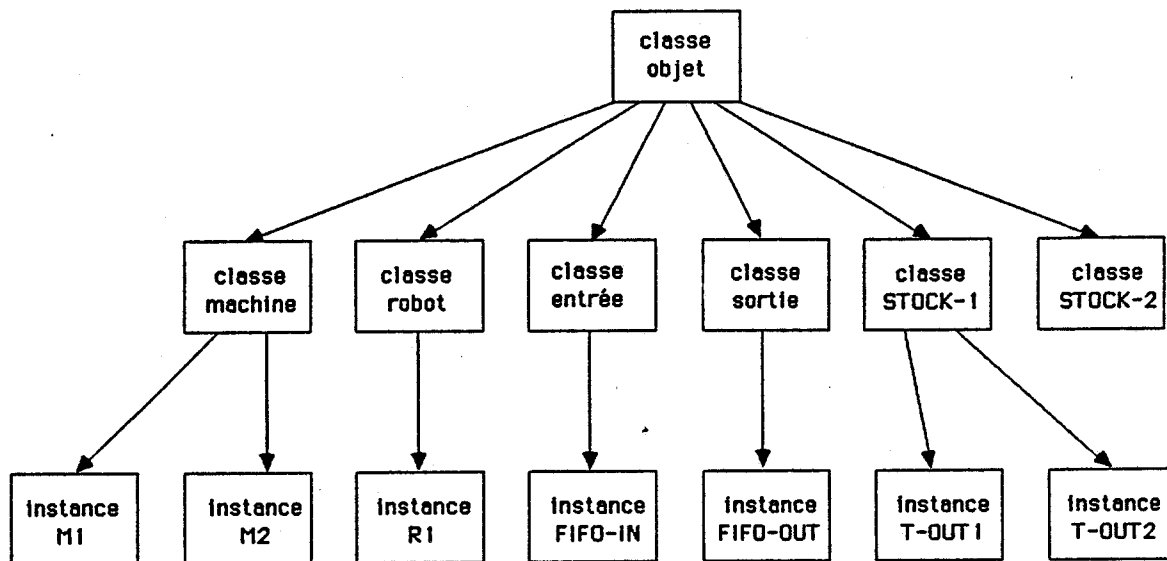 classe
objet
classe
machine
classe
robot
classe
entrée
classe
sortie
classe
STOCK-1
classe
STOCK-2
instance
M1
instance
M2
instance
R1
instance
FIFO-IN
instance
FIFO-OUT
instance
T-OUT1
instance
T-OUT2